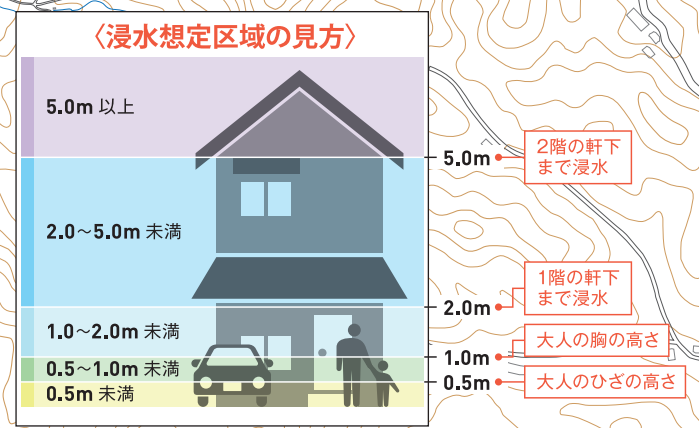 〈浸水想定区域の見方〉
5.0m 以上
5.0m
2階の軒下
まで浸水
2.0〜5.0m 未満
1階の軒下
まで浸水
2.0m
1.0〜2.0m 未満
大人の胸の高さ
1.0m
0.5〜1.0m 未満
0.5m
大人のひざの高さ
0.5m 未満